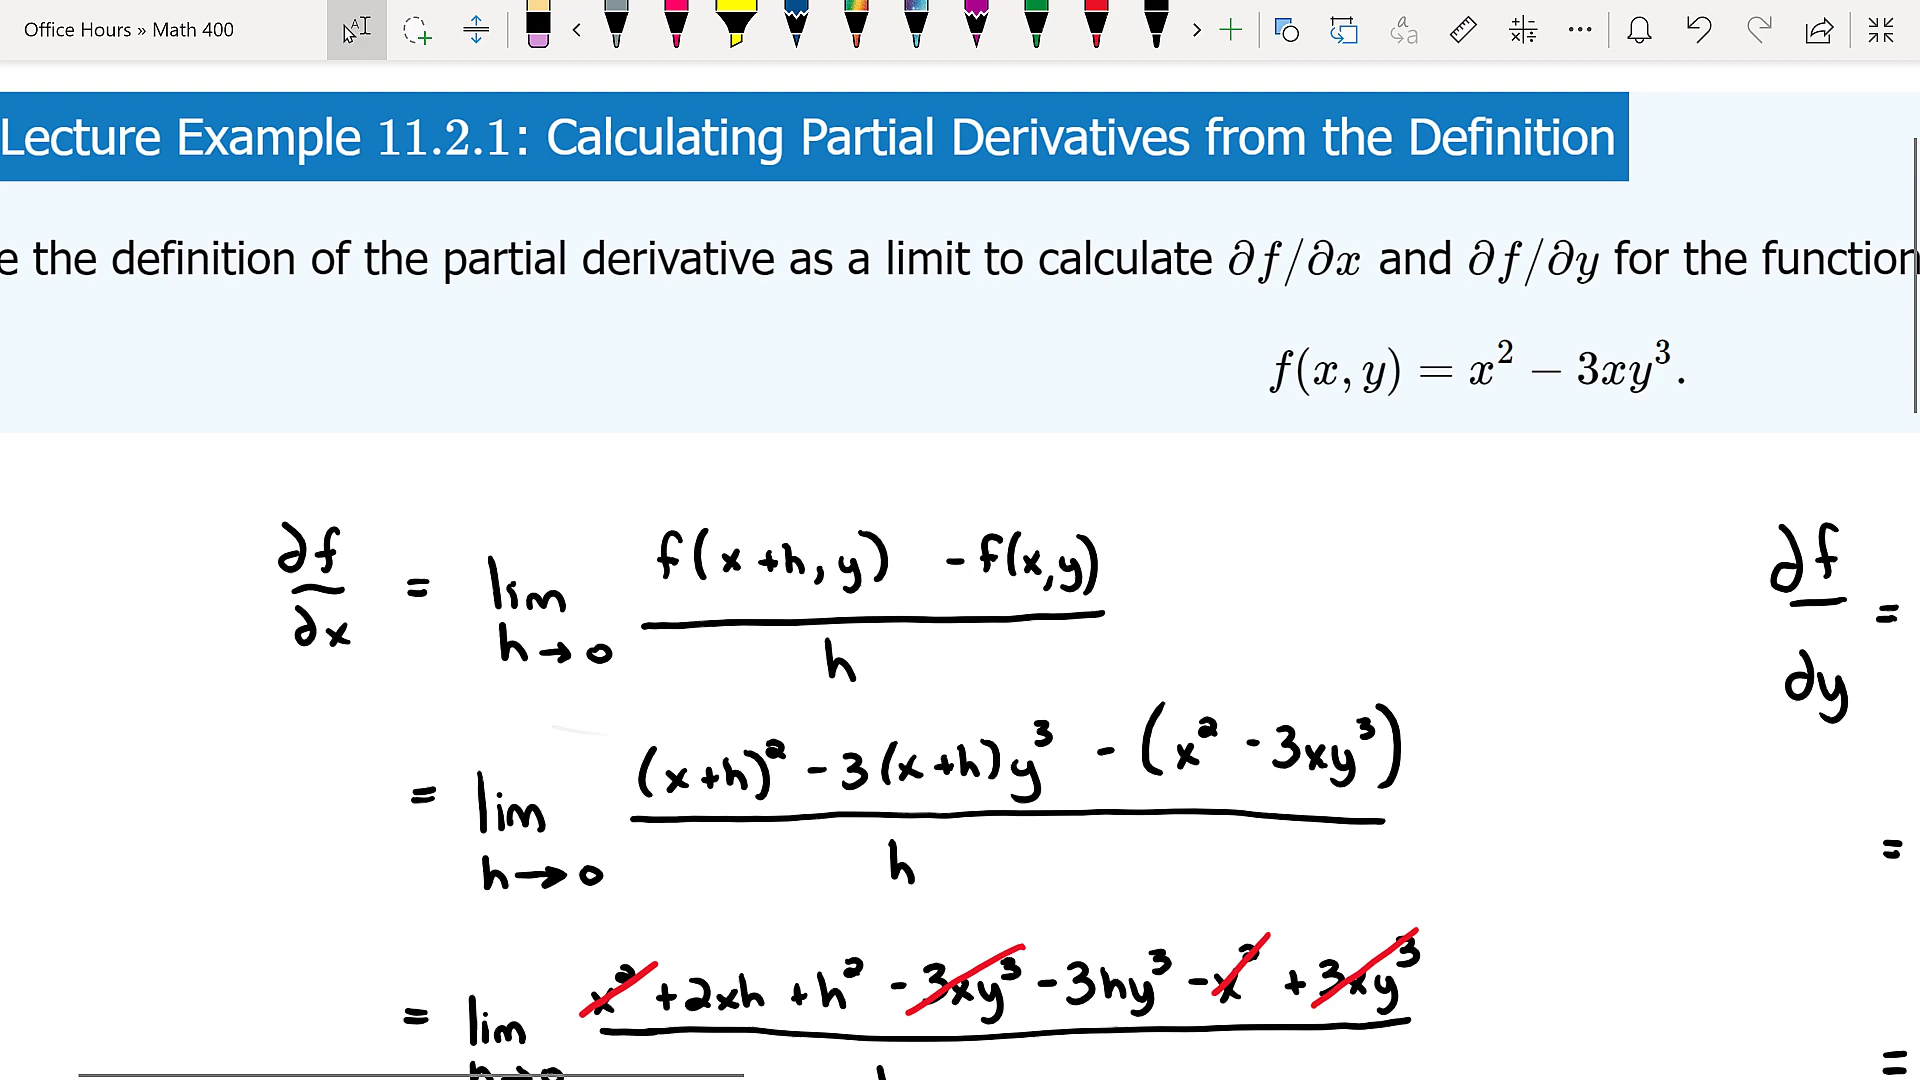 Office Hours » Math 400
Lecture Example 11.2.1: Calculating Partial Derivatives from the Definition
e the definition of the partial derivative as a limit to calculate ∂f/∂x and ∂f/∂y for the function
f(x, y) = x² − 3xy³.
∂f/∂x = lim h→0 (f(x+h, y) - f(x,y))/h
∂f/∂y =
= lim h→0 ((x+h)² - 3(x+h)y³ - (x² - 3xy³))/h
=
= lim h→0 (x² + 2xh + h² - 3xy³ - 3hy³ - x² + 3xy³)/h
=